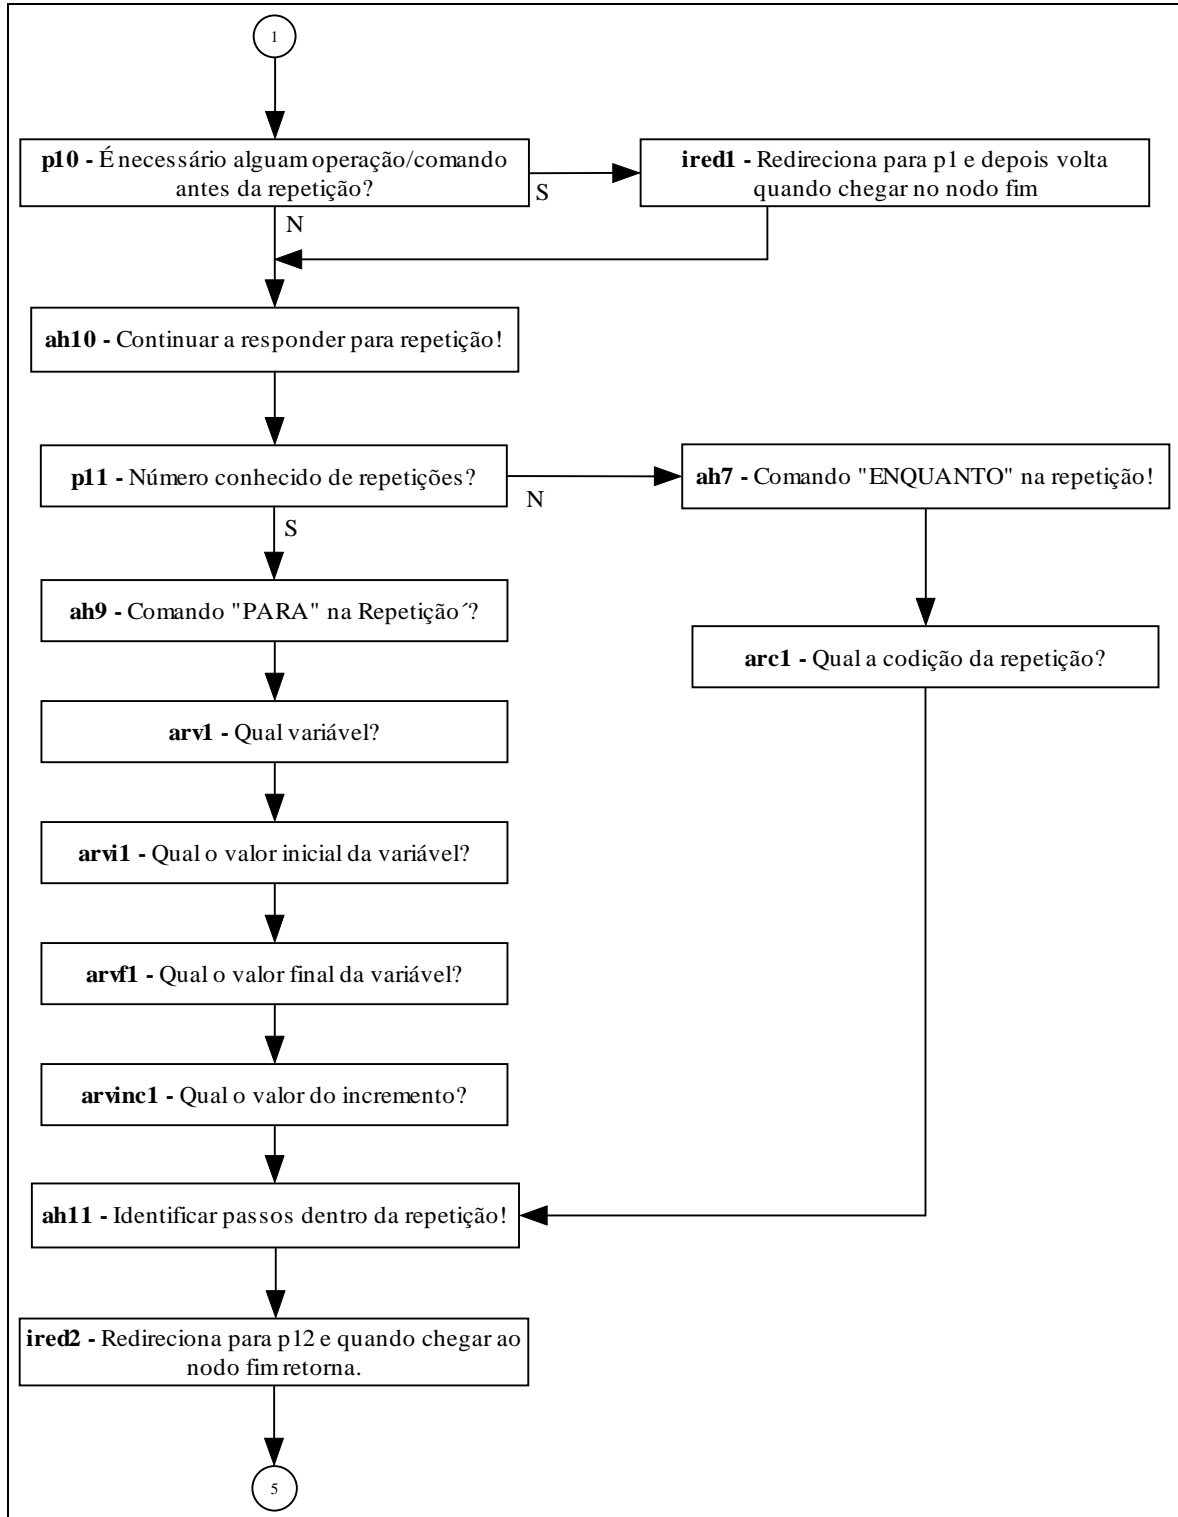 1
p10 - É necessário alguam operação/comando
antes da repetição?
S
N
ired1 - Redireciona para p1 e depois volta
quando chegar no nodo fim
ah10 - Continuar a responder para repetição!
p11 - Número conhecido de repetições?
N
S
ah7 - Comando "ENQUANTO" na repetição!
ah9 - Comando "PARA" na Repetição´?
arc1 - Qual a codição da repetição?
arv1 - Qual variável?
arvi1 - Qual o valor inicial da variável?
arvf1 - Qual o valor final da variável?
arvinc1 - Qual o valor do incremento?
ah11 - Identificar passos dentro da repetição!
ired2 - Redireciona para p12 e quando chegar ao
nodo fim retorna.
5